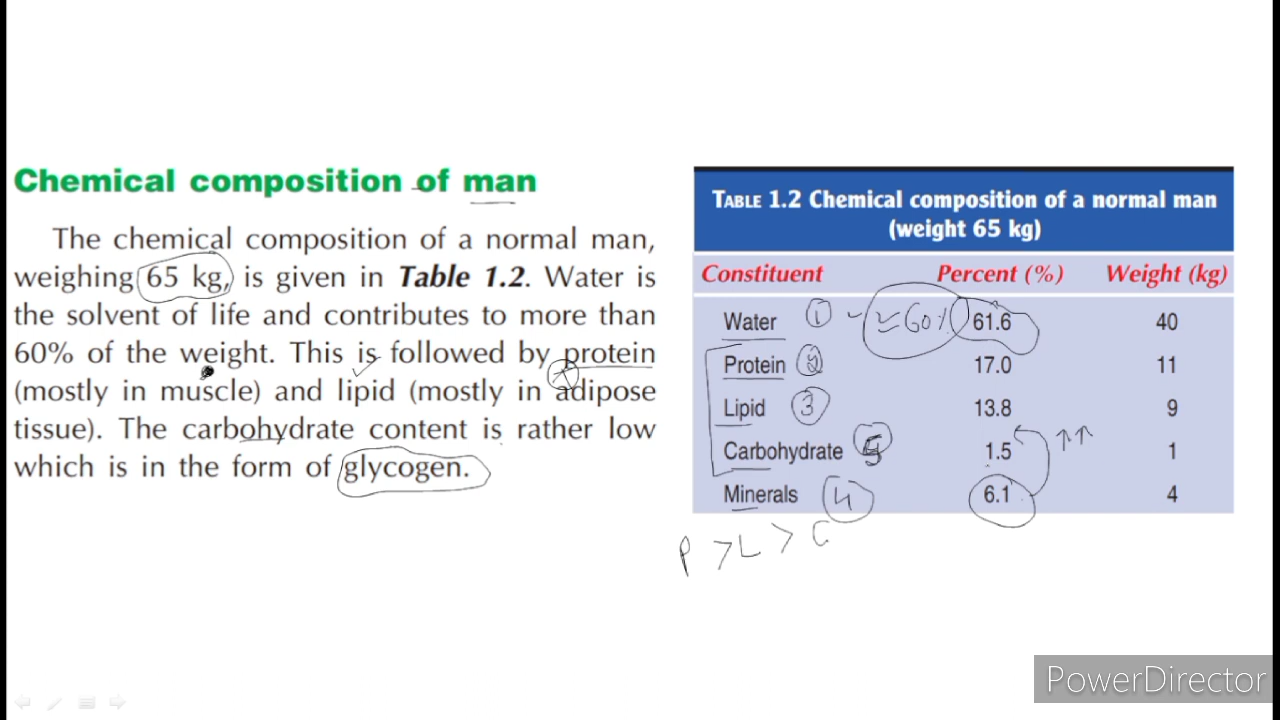 Chemical composition of man
The chemical composition of a normal man,
weighing 65 kg, is given in Table 1.2. Water is
the solvent of life and contributes to more than
60% of the weight. This is followed by protein
(mostly in muscle) and lipid (mostly in adipose
tissue). The carbohydrate content is rather low
which is in the form of glycogen.
TABLE 1.2 Chemical composition of a normal man
(weight 65 kg)
Constituent Percent (%) Weight (kg)
Water 1 ≈60% 61.6 40
Protein 2 17.0 11
Lipid 3 13.8 9
Carbohydrate 5 1.5 ↑↑ 1
Minerals 4 6.1 4
P > L > C
PowerDirector